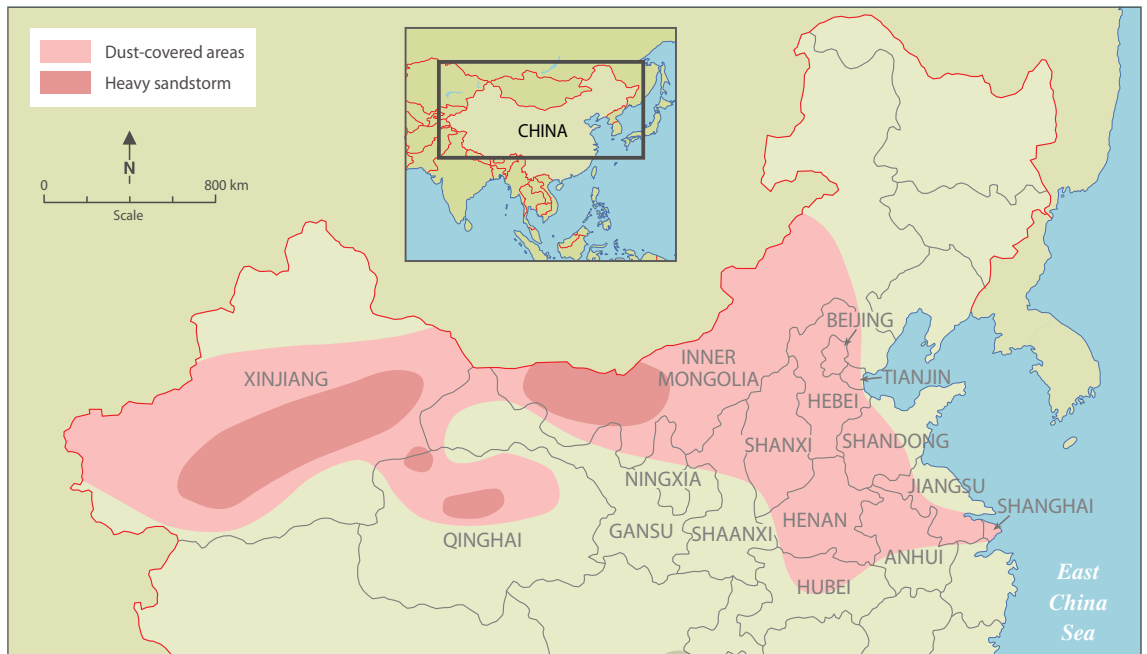 Dust-covered areas
Heavy sandstorm
N
0
800 km
Scale
CHINA
BEIJING
INNER
MONGOLIA
XINJIANG
TIANJIN
HEBEI
SHANXI
SHANDONG
NINGXIA
JIANGSU
SHANGHAI
HENAN
GANSU
SHAANXI
QINGHAI
ANHUI
HUBEI
East
China
Sea